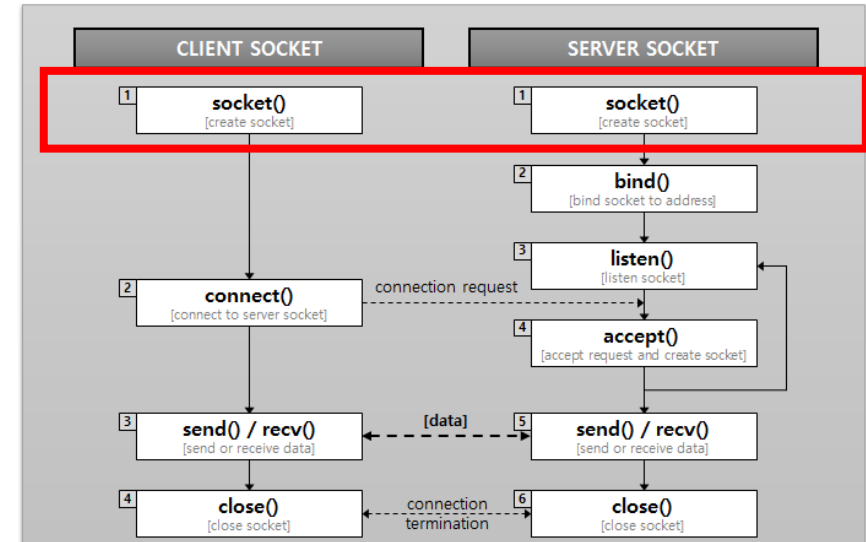 CLIENT SOCKET
SERVER SOCKET
1
socket()
[create socket]
1
socket()
[create socket]
2
bind()
[bind socket to address]
3
listen()
[listen socket]
2
connect()
[connect to server socket]
connection request
4
accept()
[accept request and create socket]
3
send() / recv()
[send or receive data]
[data]
5
send() / recv()
[send or receive data]
4
close()
[close socket]
connection
termination
6
close()
[close socket]